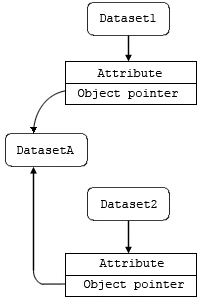 Dataset1
Attribute
Object pointer
DatasetA
Dataset2
Attribute
Object pointer